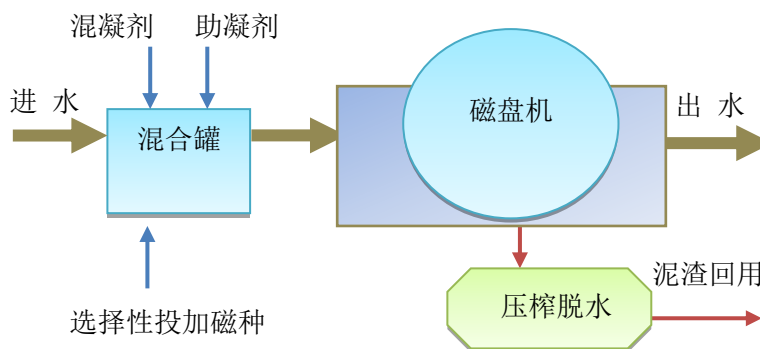 混凝剂
助凝剂
进 水
混合罐
磁盘机
出 水
选择性投加磁种
压榨脱水
泥渣回用